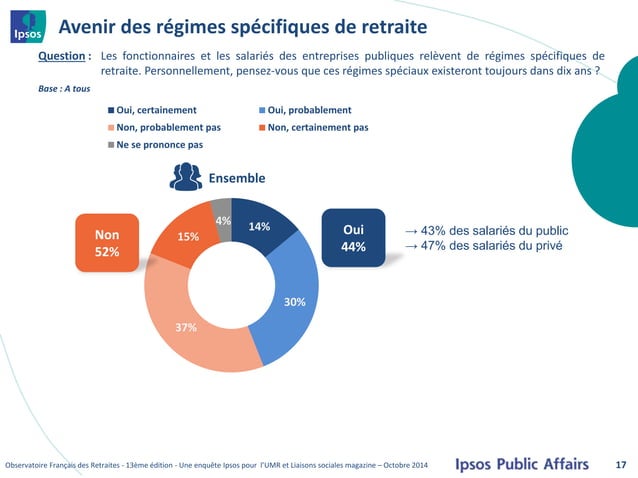 Ipsos
Avenir des régimes spécifiques de retraite
Question : Les fonctionnaires et les salariés des entreprises publiques relèvent de régimes spécifiques de
retraite. Personnellement, pensez-vous que ces régimes spéciaux existeront toujours dans dix ans ?
Base : A tous
Oui, certainement Oui, probablement
Non, probablement pas Non, certainement pas
Ne se prononce pas
Ensemble
4%
14%
15%
30%
37%
Non
52%
Oui
44%
→ 43% des salariés du public
→ 47% des salariés du privé
Observatoire Français des Retraites - 13ème édition - Une enquête Ipsos pour l'UMR et Liaisons sociales magazine – Octobre 2014
Ipsos Public Affairs
17